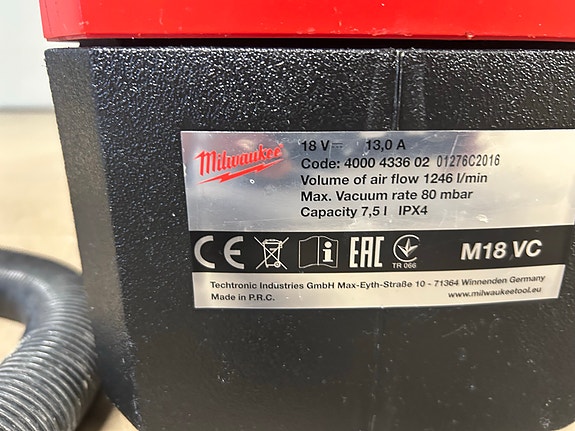 Milwaukee
18 V⎓ 13,0 A
Code: 4000 4336 02 01276C2016
Volume of air flow 1246 l/min
Max. Vacuum rate 80 mbar
Capacity 7,5 l IPX4
CE EAC TR 066 M18 VC
Techtronic Industries GmbH Max-Eyth-Straße 10 - 71364 Winnenden Germany
Made in P.R.C. www.milwaukeetool.eu